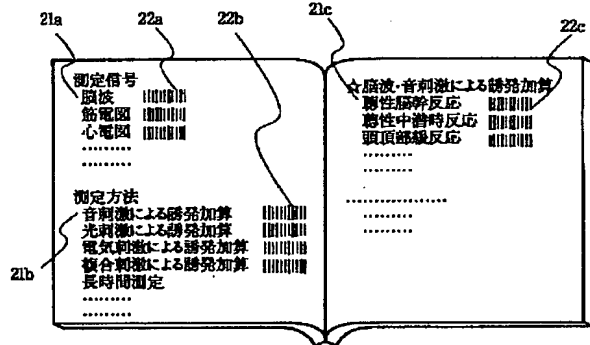 21a
22a
22b
21c
22c
測定信号
脳波
筋電図
心電図
………
………
測定方法
音刺激による誘発加算
光刺激による誘発加算
電気刺激による誘発加算
複合刺激による誘発加算
長時間測定
………
………
21b
☆脳波・音刺激による誘発加算
聴性脳幹反応
聴性中潜時反応
頭頂部緩反応
………
………
………………
………
………